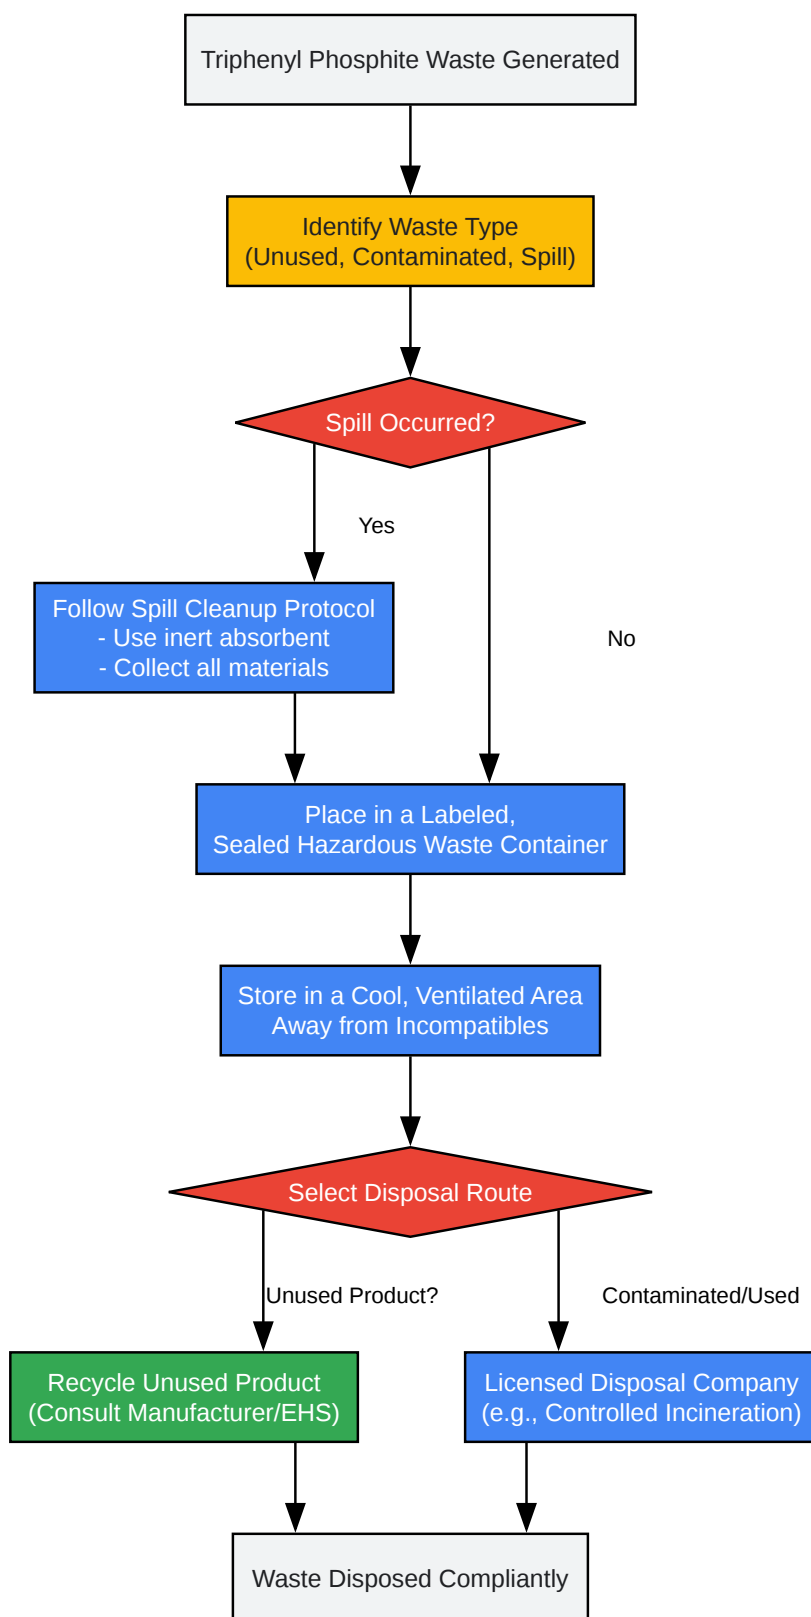 Triphenyl Phosphite Waste Generated
Identify Waste Type
(Unused, Contaminated, Spill)
Spill Occurred?
Yes
Follow Spill Cleanup Protocol
- Use inert absorbent
- Collect all materials
No
Place in a Labeled,
Sealed Hazardous Waste Container
Store in a Cool, Ventilated Area
Away from Incompatibles
Select Disposal Route
Unused Product?
Contaminated/Used
Recycle Unused Product
(Consult Manufacturer/EHS)
Licensed Disposal Company
(e.g., Controlled Incineration)
Waste Disposed Compliantly